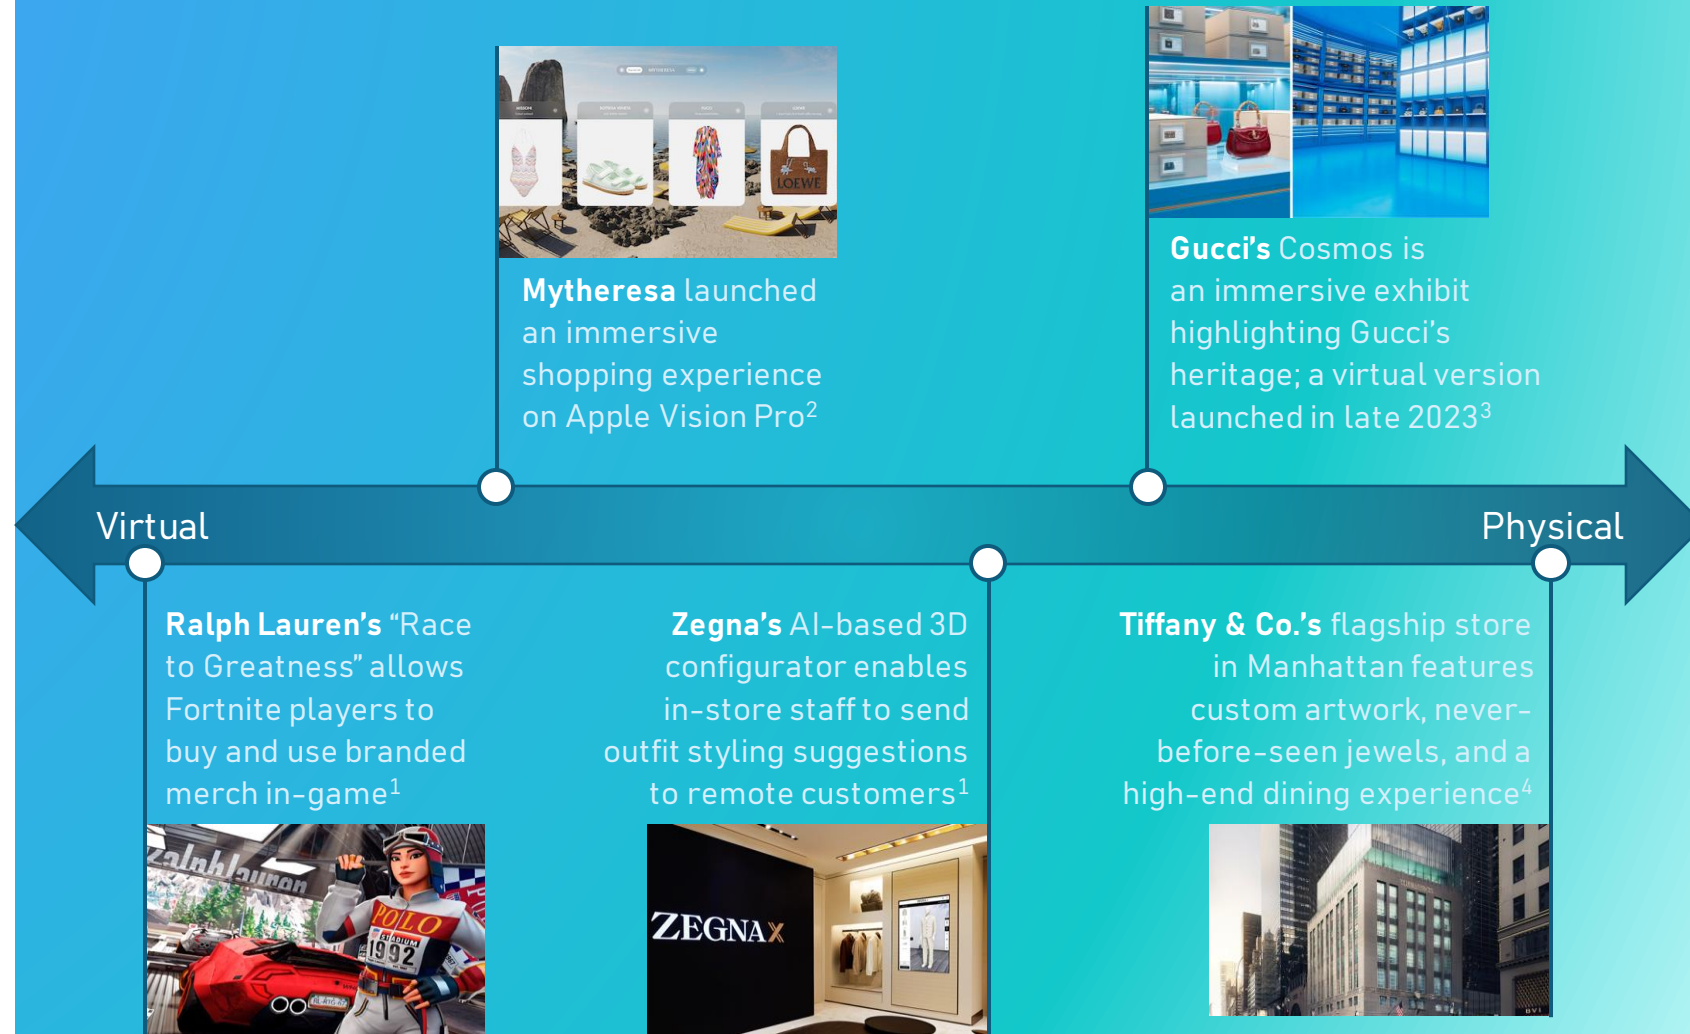 MYTHERESA
LOEWE
Mytheresa launched
an immersive
shopping experience
on Apple Vision Pro2
Gucci's Cosmos is
an immersive exhibit
highlighting Gucci's
heritage; a virtual version
launched in late 20233
Virtual
Physical
Ralph Lauren's “Race
to Greatness” allows
Fortnite players to
buy and use branded
merch in-game1
Zegna's AI-based 3D
configurator enables
in-store staff to send
outfit styling suggestions
to remote customers1
Tiffany & Co.'s flagship store
in Manhattan features
custom artwork, never-
before-seen jewels, and a
high-end dining experience4
ralphlauren
POLO
STADIUM
1992
ZEGNAX